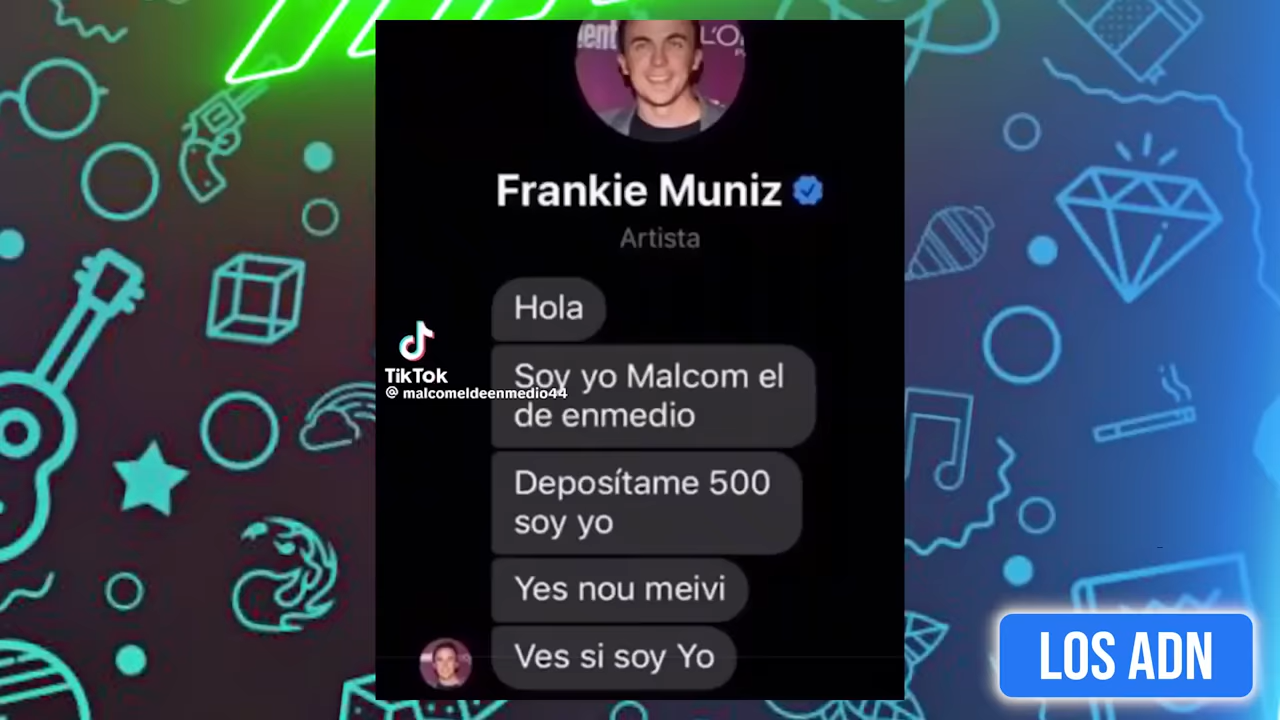 ent
L'O
Frankie Muniz
Artista
Hola
Soy yo Malcom el
de enmedio
Deposítame 500
soy yo
Yes nou meivi
Ves si soy Yo
TikTok
@ malcomeldeenmedio44
LOS ADN